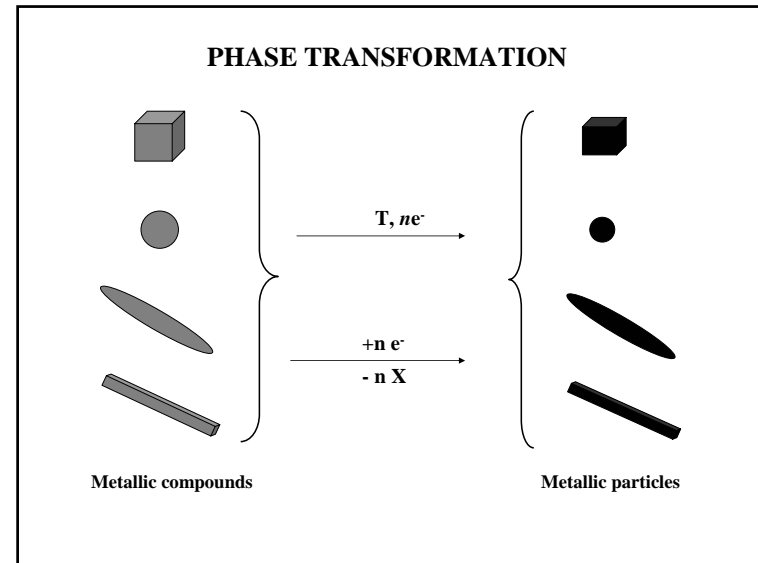 PHASE TRANSFORMATION
T, ne-
+n e-
- n X
Metallic compounds
Metallic particles